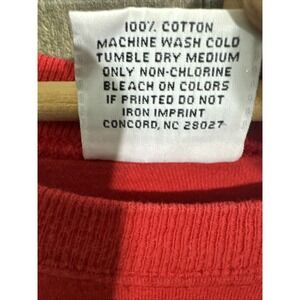 100% COTTON
MACHINE WASH COLD
TUMBLE DRY MEDIUM
ONLY NON-CHLORINE
BLEACH ON COLORS
IF PRINTED DO NOT
IRON IMPRINT
CONCORD, NC 28027